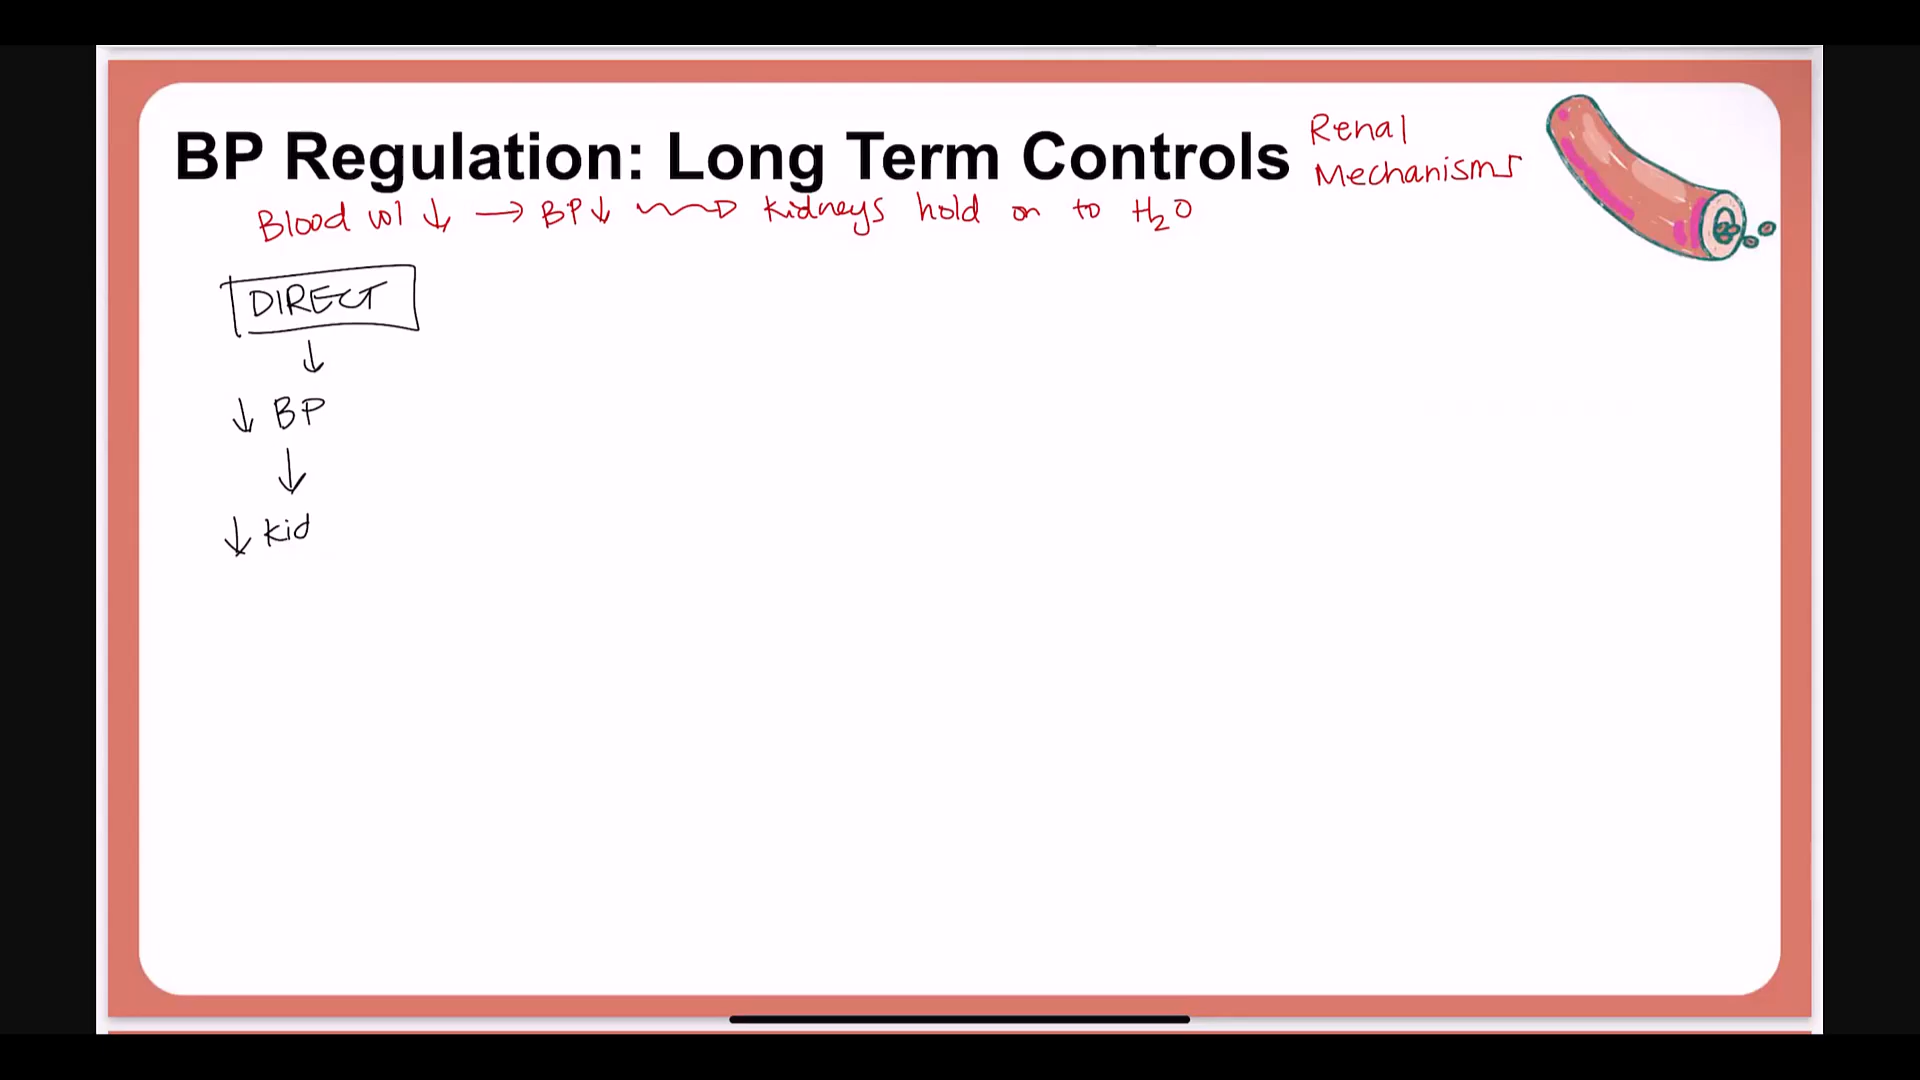 BP Regulation: Long Term Controls
Renal
Mechanisms
Blood vol ↓ → BP↓ → kidneys hold on to H₂O
DIRECT
↓
↓ BP
↓
↓ kid